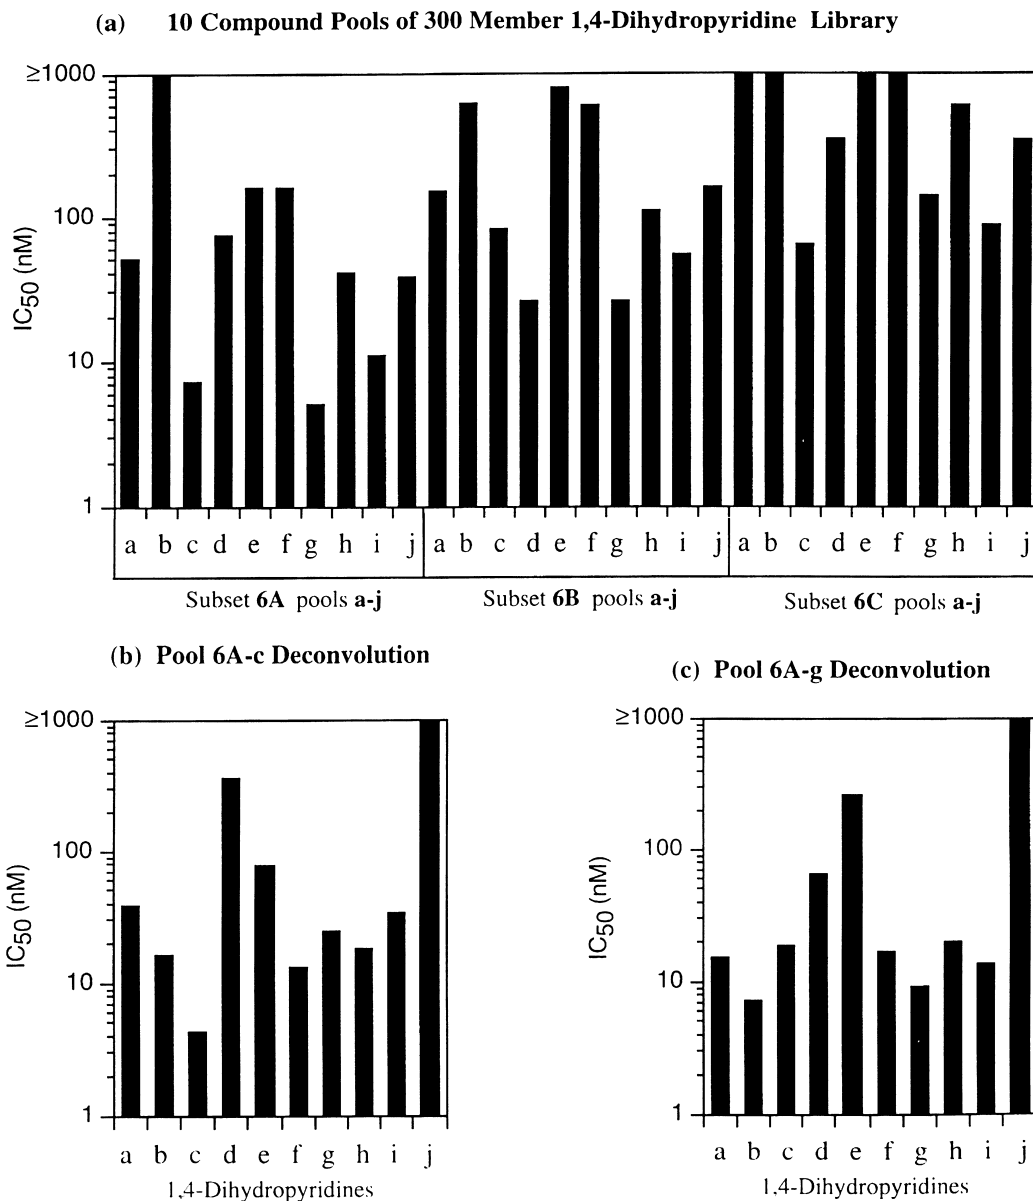 (a) 10 Compound Pools of 300 Member 1,4-Dihydropyridine Library
≥1000
100
10
1
IC50 (nM)
a b c d e f g h i j a b c d e f g h i j a b c d e f g h i j
Subset 6A pools a-j Subset 6B pools a-j Subset 6C pools a-j
(b) Pool 6A-c Deconvolution
≥1000
100
10
1
IC50 (nM)
a b c d e f g h i j
1,4-Dihydropyridines
(c) Pool 6A-g Deconvolution
≥1000
100
10
1
IC50 (nM)
a b c d e f g h i j
1,4-Dihydropyridines